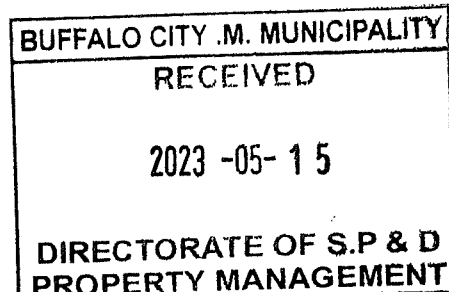 BUFFALO CITY .M. MUNICIPALITY
RECEIVED
2023 -05- 1 5
DIRECTORATE OF S.P & D
PROPERTY MANAGEMENT